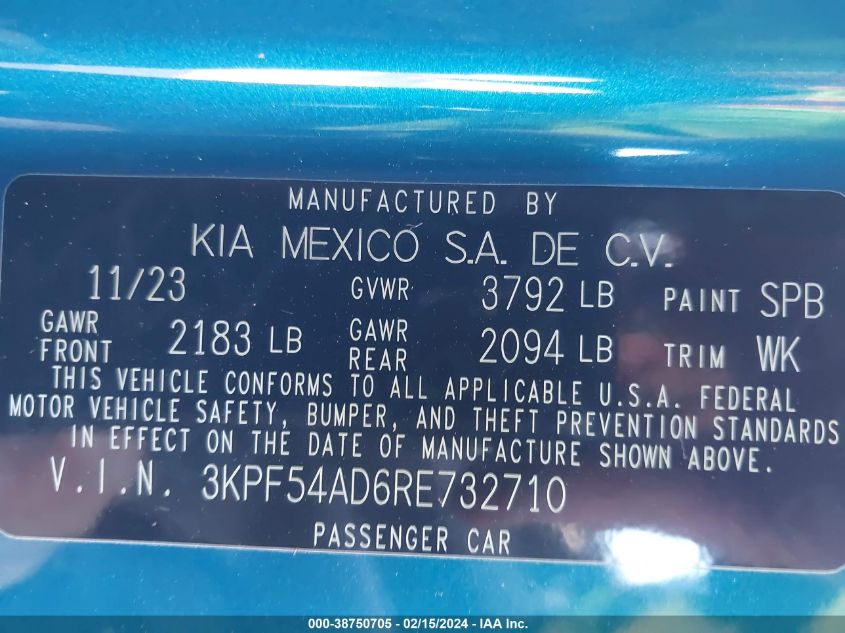 MANUFACTURED BY
KIA MEXICO S.A. DE C.V.
11/23 GVWR 3792 LB PAINT SPB
GAWR FRONT 2183 LB GAWR REAR 2094 LB TRIM WK
THIS VEHICLE CONFORMS TO ALL APPLICABLE U.S.A. FEDERAL
MOTOR VEHICLE SAFETY, BUMPER, AND THEFT PREVENTION STANDARDS
IN EFFECT ON THE DATE OF MANUFACTURE SHOWN ABOVE.
V.I.N. 3KPF54AD6RE732710
PASSENGER CAR
000-38750705 - 02/15/2024 - IAA Inc.